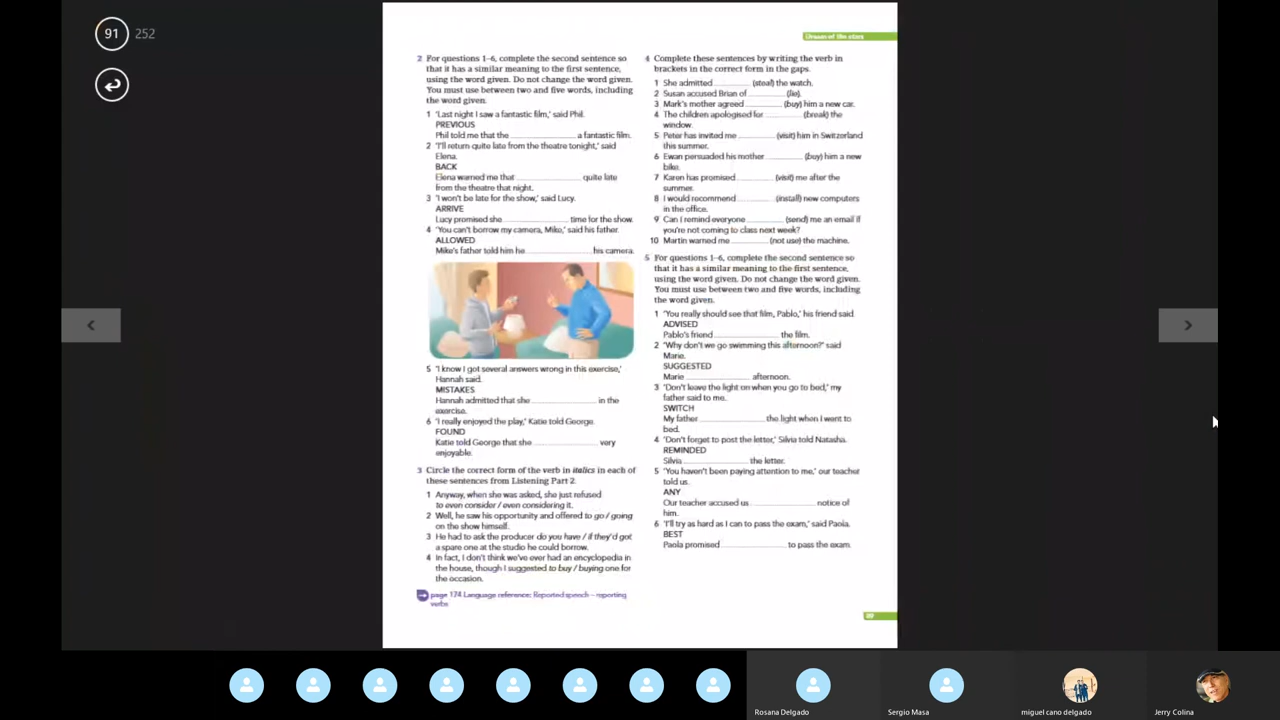 91 252
Dream of the stars
2 For questions 1–6, complete the second sentence so
that it has a similar meaning to the first sentence,
using the word given. Do not change the word given.
You must use between two and five words, including
the word given.
1 'Last night I saw a fantastic film,' said Phil.
PREVIOUS
Phil told me that the ............ a fantastic film.
2 'I'll return quite late from the theatre tonight,' said
Elena.
BACK
Elena warned me that ............ quite late
from the theatre that night.
3 'I won't be late for the show,' said Lucy.
ARRIVE
Lucy promised she ............ time for the show.
4 'You can't borrow my camera, Mike,' said his father.
ALLOWED
Mike's father told him he ............ his camera.
5 'I know I got several answers wrong in this exercise,'
Hannah said.
MISTAKES
Hannah admitted that she ............ in the
exercise.
6 'I really enjoyed the play,' Katie told George.
FOUND
Katie told George that she ............ very
enjoyable.
3 Circle the correct form of the verb in italics in each of
these sentences from Listening Part 2.
1 Anyway, when she was asked, she just refused
to even consider / even considering it.
2 Well, he saw his opportunity and offered to go / going
on the show himself.
3 He had to ask the producer do you have / if they'd got
a spare one at the studio he could borrow.
4 In fact, I don't think we've ever had an encyclopedia in
the house, though I suggested to buy / buying one for
the occasion.
page 174 Language reference: Reported speech – reporting
verbs
4 Complete these sentences by writing the verb in
brackets in the correct form in the gaps.
1 She admitted ............ (steal) the watch.
2 Susan accused Brian of ............ (lie).
3 Mark's mother agreed ............ (buy) him a new car.
4 The children apologised for ............ (break) the
window.
5 Peter has invited me ............ (visit) him in Switzerland
this summer.
6 Ewan persuaded his mother ............ (buy) him a new
bike.
7 Karen has promised ............ (visit) me after the
summer.
8 I would recommend ............ (install) new computers
in the office.
9 Can I remind everyone ............ (send) me an email if
you're not coming to class next week?
10 Martin warned me ............ (not use) the machine.
5 For questions 1–6, complete the second sentence so
that it has a similar meaning to the first sentence,
using the word given. Do not change the word given.
You must use between two and five words, including
the word given.
1 'You really should see that film, Pablo,' his friend said.
ADVISED
Pablo's friend ............ the film.
2 'Why don't we go swimming this afternoon?' said
Marie.
SUGGESTED
Marie ............ afternoon.
3 'Don't leave the light on when you go to bed,' my
father said to me.
SWITCH
My father ............ the light when I went to
bed.
4 'Don't forget to post the letter,' Silvia told Natasha.
REMINDED
Silvia ............ the letter.
5 'You haven't been paying attention to me,' our teacher
told us.
ANY
Our teacher accused us ............ notice of
him.
6 'I'll try as hard as I can to pass the exam,' said Paola.
BEST
Paola promised ............ to pass the exam.
89
Rosana Delgado Sergio Masa miguel cano delgado Jerry Colina